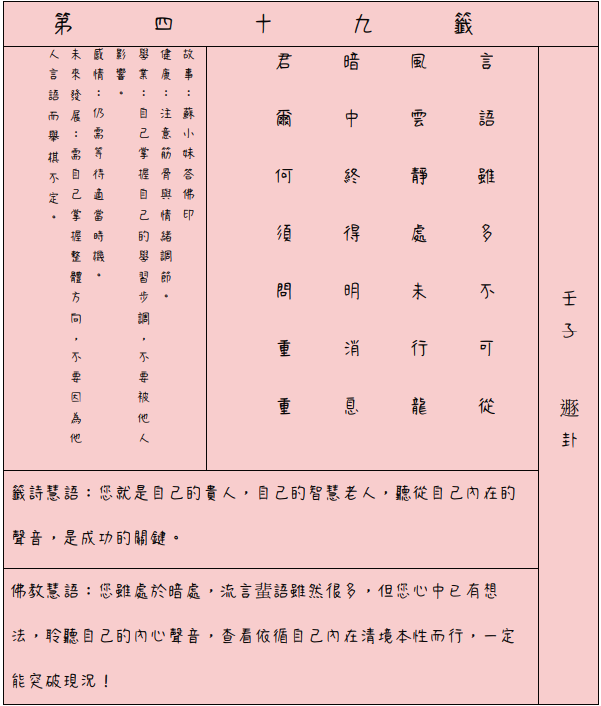 第四十九籤
壬子 遯卦
言語雖多不可從
風雲靜處未行龍
暗中終得明消息
君爾何須問重重
故事：蘇小妹答佛印
健康：注意筋骨與情緒調節。
學業：自己掌握自己的學習步調，不要被他人
影響。
感情：仍需等待適當時機。
未來發展：需自己掌握整體方向，不要因為他
人言語而舉棋不定。
籤詩慧語：您就是自己的貴人，自己的智慧老人，聽從自己內在的
聲音，是成功的關鍵。
佛教慧語：您雖處於暗處，流言蜚語雖然很多，但您心中已有想
法，聆聽自己的內心聲音，查看依循自己內在清境本性而行，一定
能突破現況！